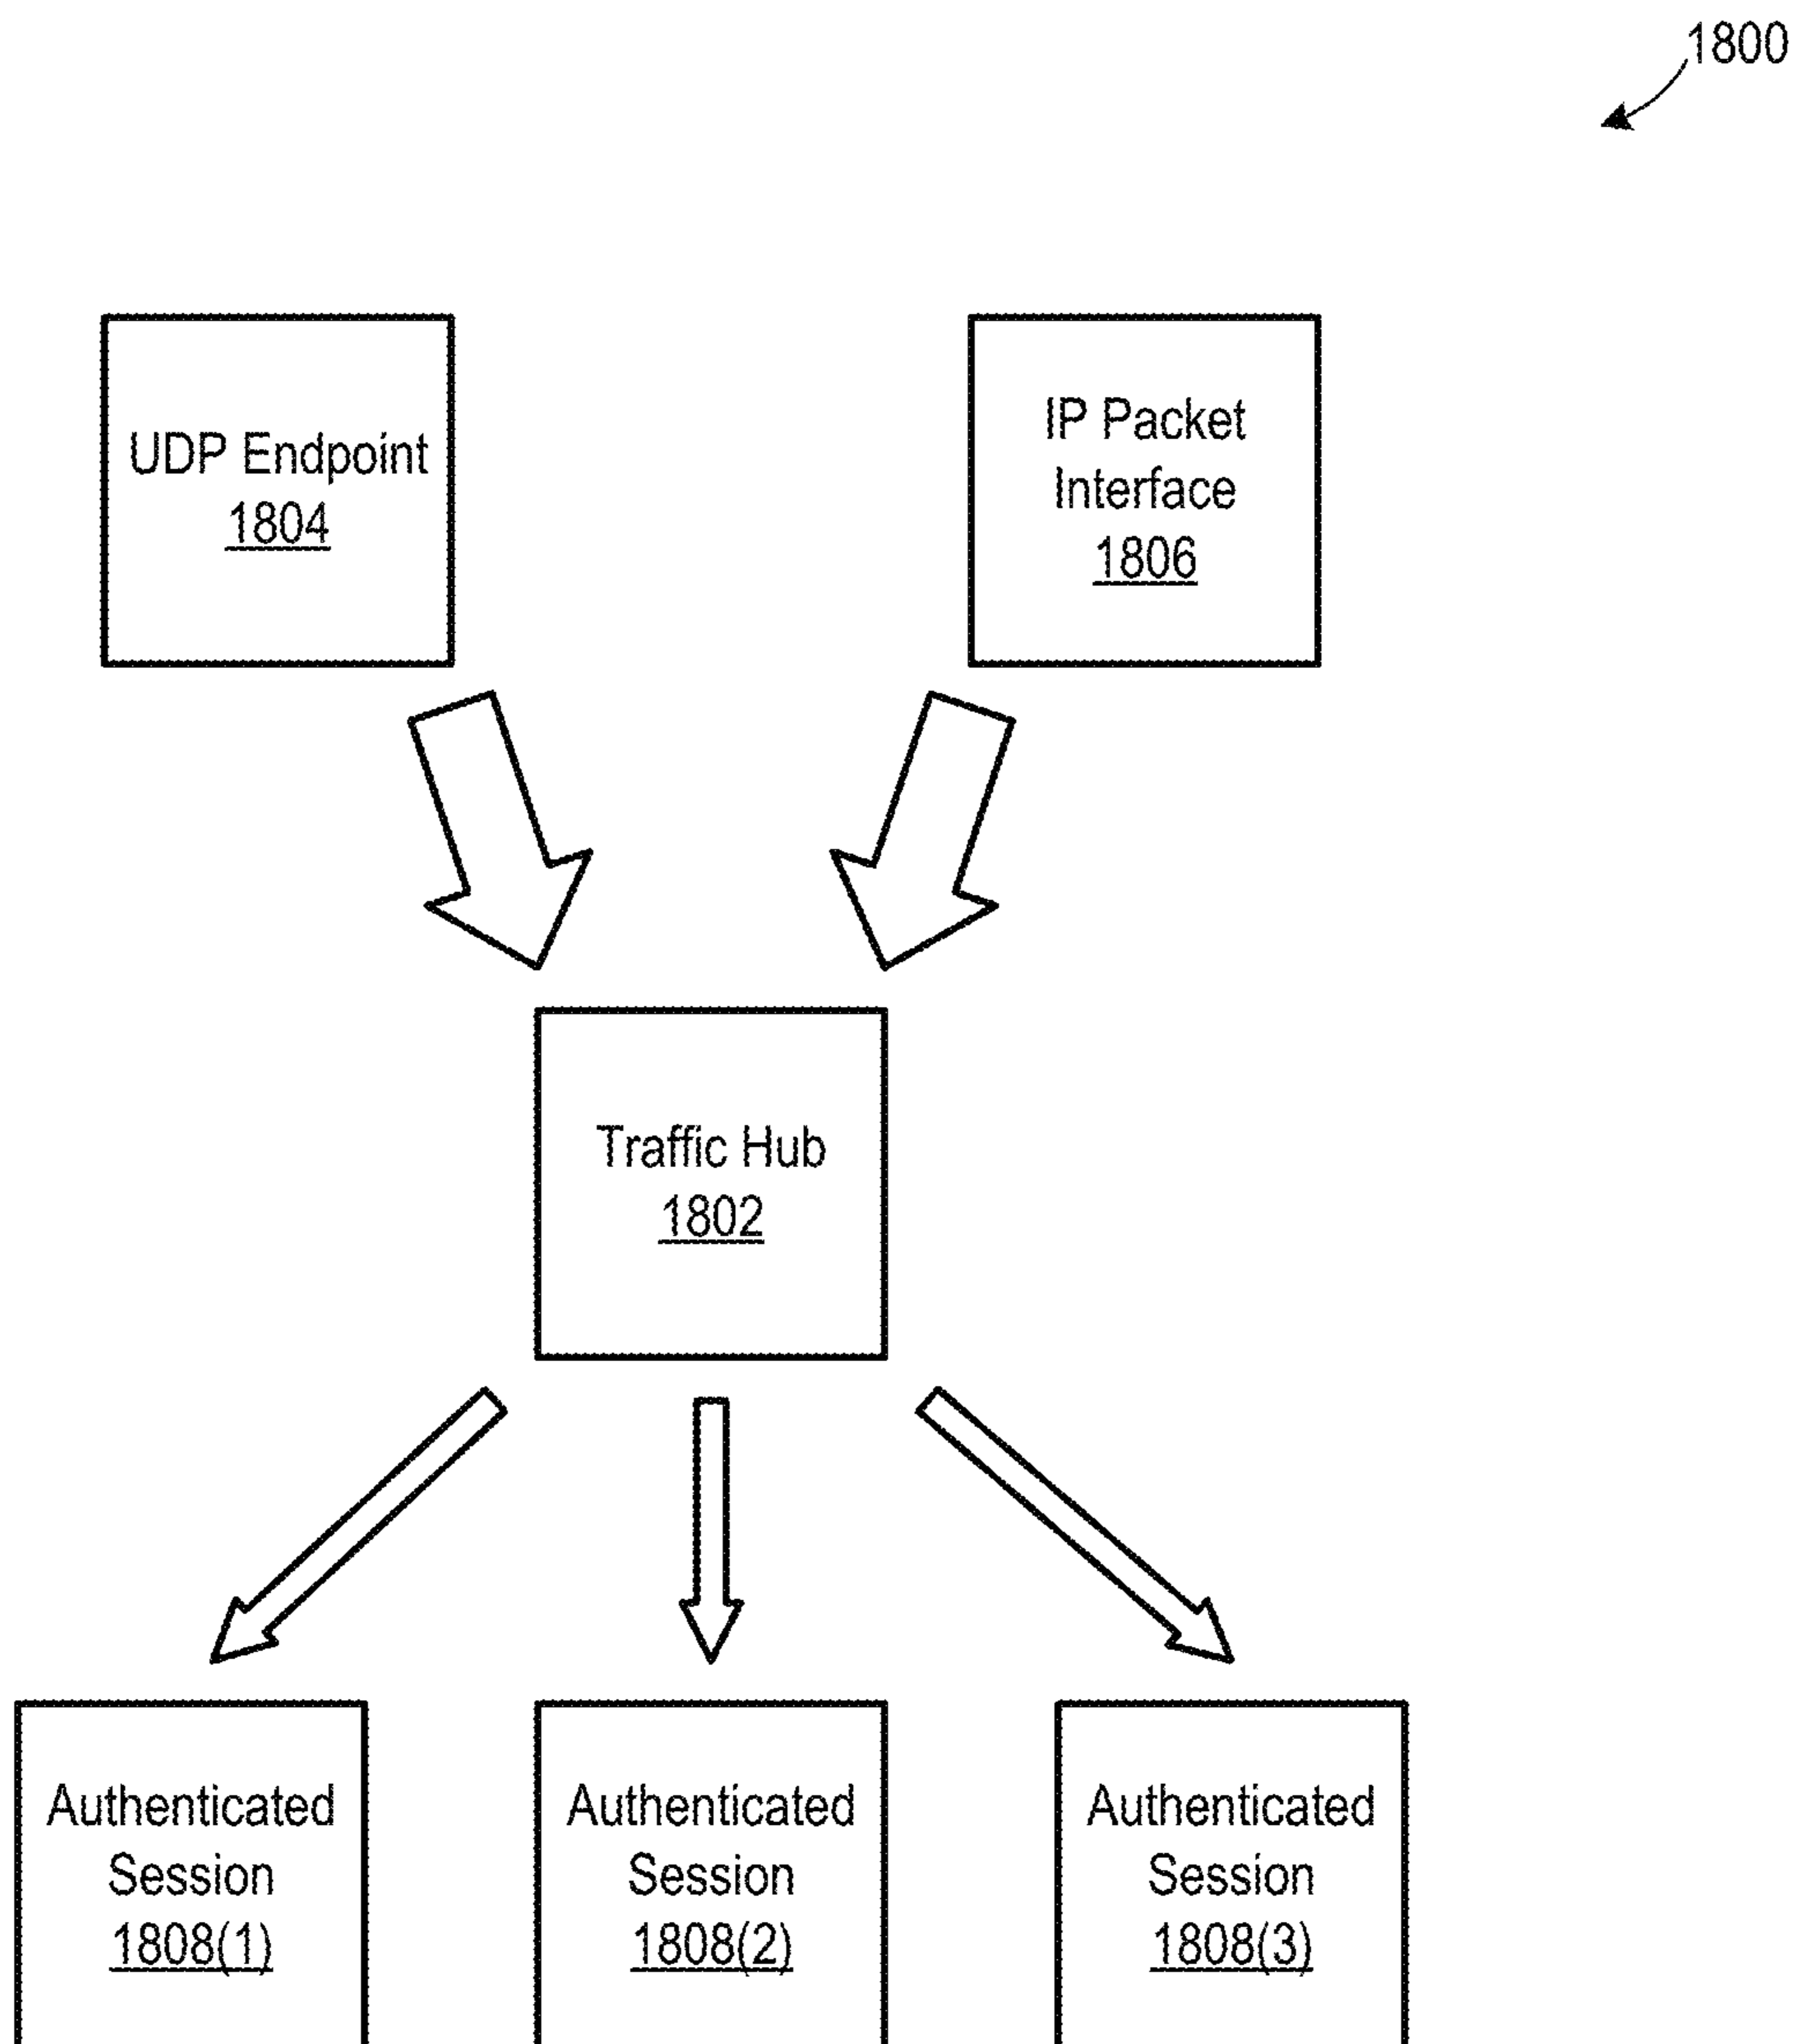 1800
UDP Endpoint
1804
IP Packet
Interface
1806
Traffic Hub
1802
Authenticated
Session
1808(1)
Authenticated
Session
1808(2)
Authenticated
Session
1808(3)